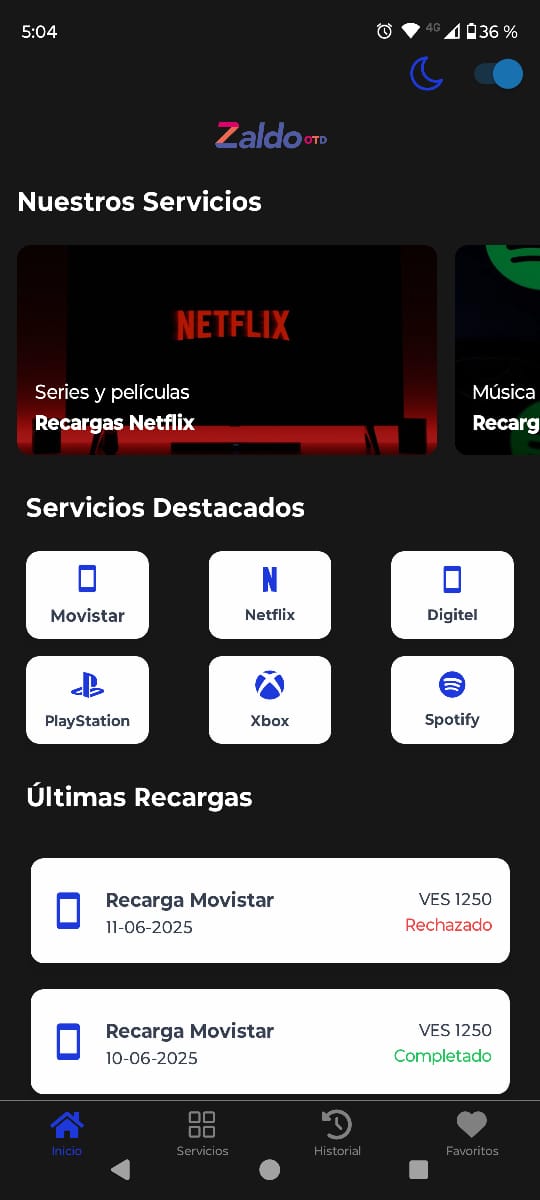 5:04
4G
36 %
Zaldo OTD
Nuestros Servicios
NETFLIX
Series y películas
Recargas Netflix
Música
Recarg
Servicios Destacados
Movistar
Netflix
Digitel
PlayStation
Xbox
Spotify
Últimas Recargas
Recarga Movistar
VES 1250
11-06-2025
Rechazado
Recarga Movistar
VES 1250
10-06-2025
Completado
Inicio
Servicios
Historial
Favoritos